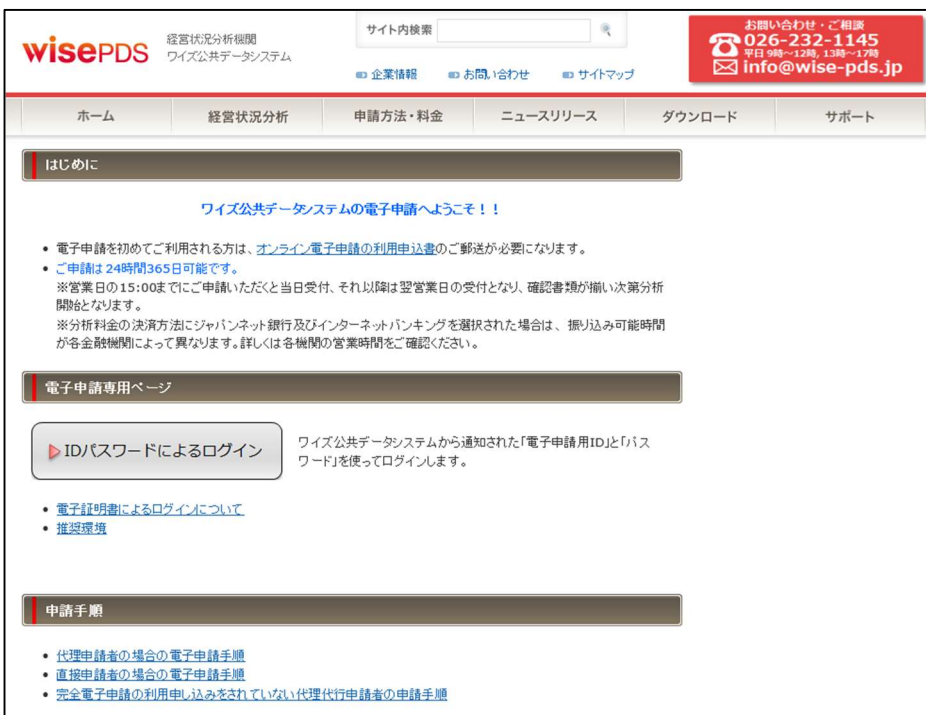 wisePDS
経営状況分析機関
ワイズ公共データシステム
サイト内検索
企業情報
お問い合わせ
サイトマップ
お問い合わせ・ご相談
026-232-1145
平日 9時～12時, 13時～17時
info@wise-pds.jp
ホーム
経営状況分析
申請方法・料金
ニュースリリース
ダウンロード
サポート
はじめに
ワイズ公共データシステムの電子申請へようこそ！！
• 電子申請を初めてご利用される方は、オンライン電子申請の利用申込書のご郵送が必要になります。
• ご申請は24時間365日可能です。
※営業日の15:00までにご申請いただくと当日受付、それ以降は翌営業日の受付となり、確認書類が揃い次第分析
開始となります。
※分析料金の決済方法にジャパンネット銀行及びインターネットバンキングを選択された場合は、振り込み可能時間
が各金融機関によって異なります。詳しくは各機関の営業時間をご確認ください。
電子申請専用ページ
IDパスワードによるログイン
ワイズ公共データシステムから通知された「電子申請用ID」と「パス
ワード」を使ってログインします。
• 電子証明書によるログインについて
• 推奨環境
申請手順
• 代理申請者の場合の電子申請手順
• 直接申請者の場合の電子申請手順
• 完全電子申請の利用申し込みをされていない代理代行申請者の申請手順